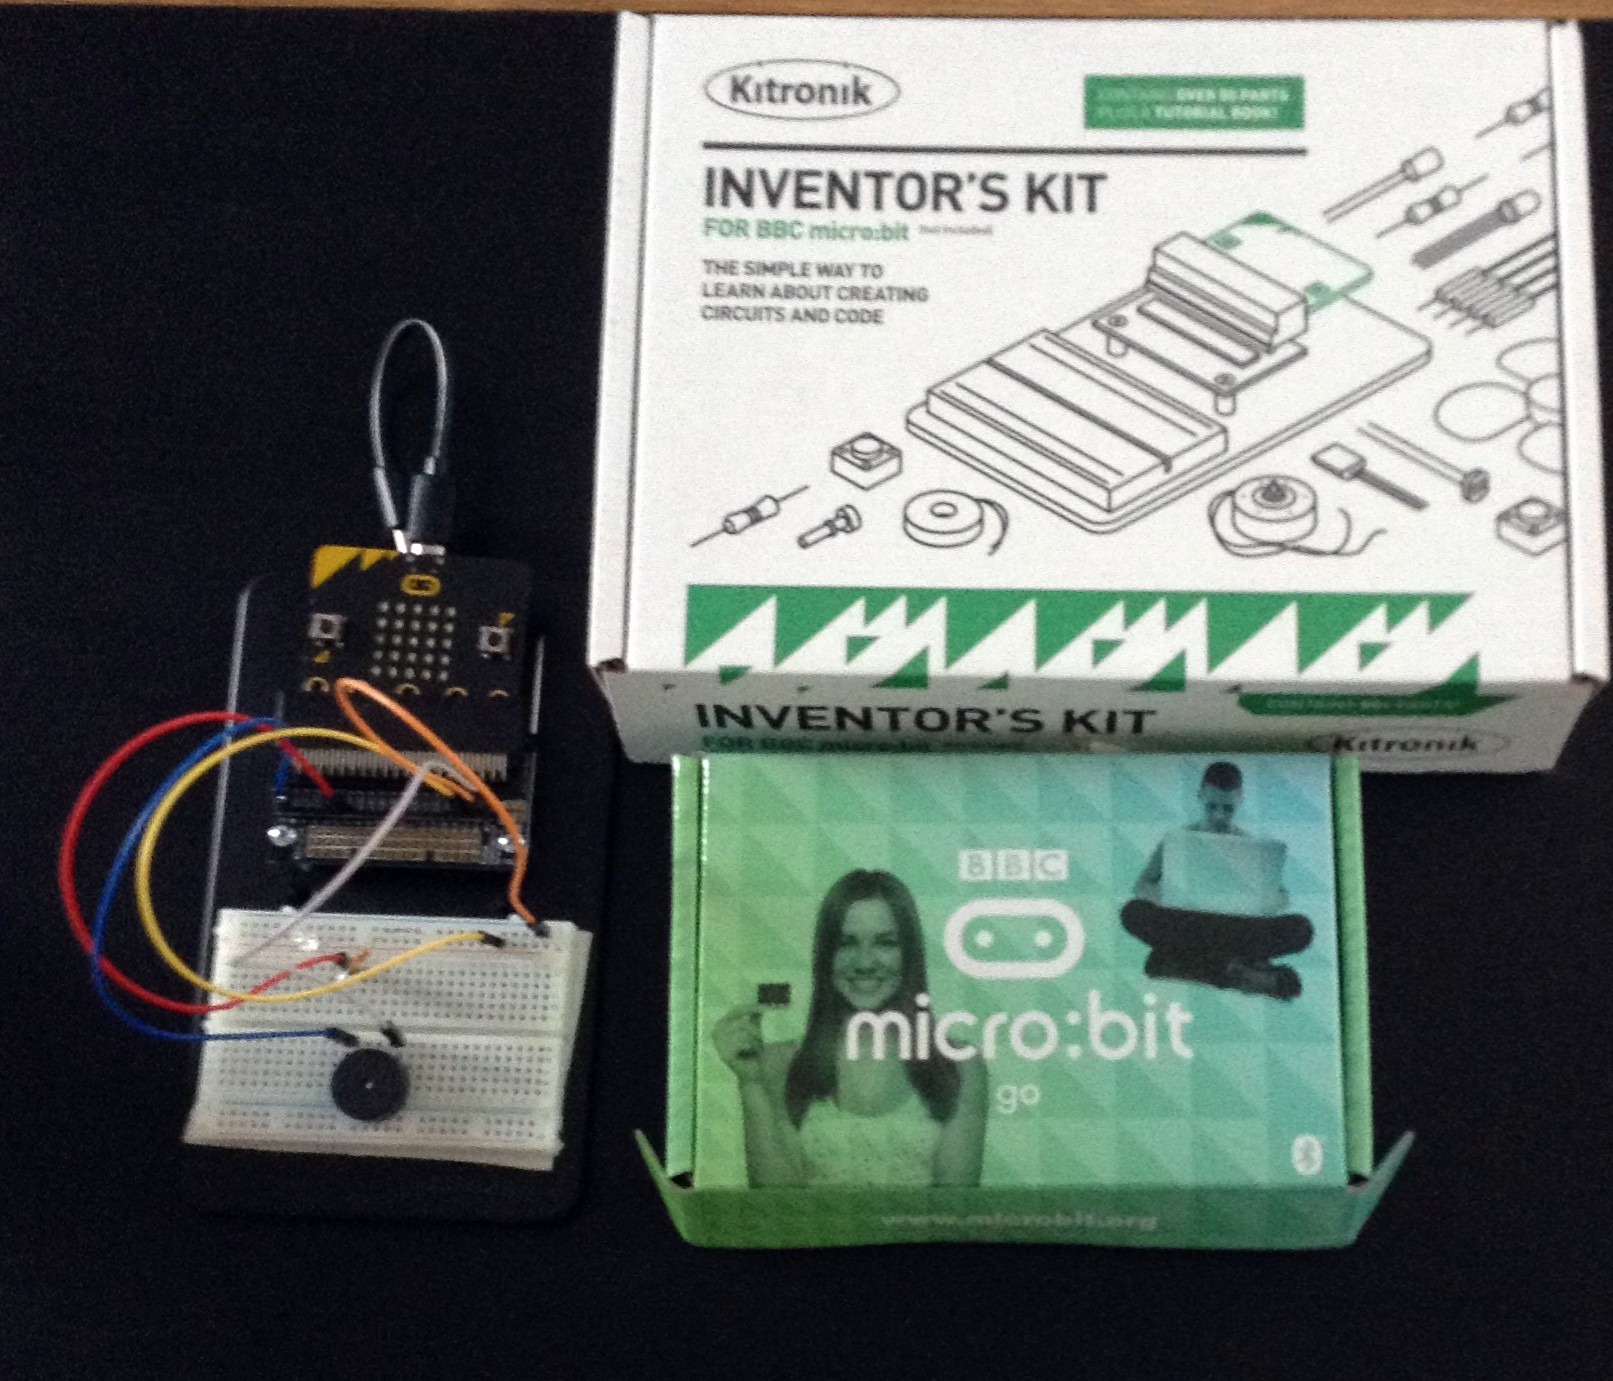 Kitronik
CONTAINS OVER 50 PARTS
PLUS A TUTORIAL BOOK!
INVENTOR'S KIT
FOR BBC micro:bit (Not included)
THE SIMPLE WAY TO
LEARN ABOUT CREATING
CIRCUITS AND CODE
INVENTOR'S KIT
FOR BBC micro:bit
Kitronik
BBC
micro:bit
go
www.microbit.org